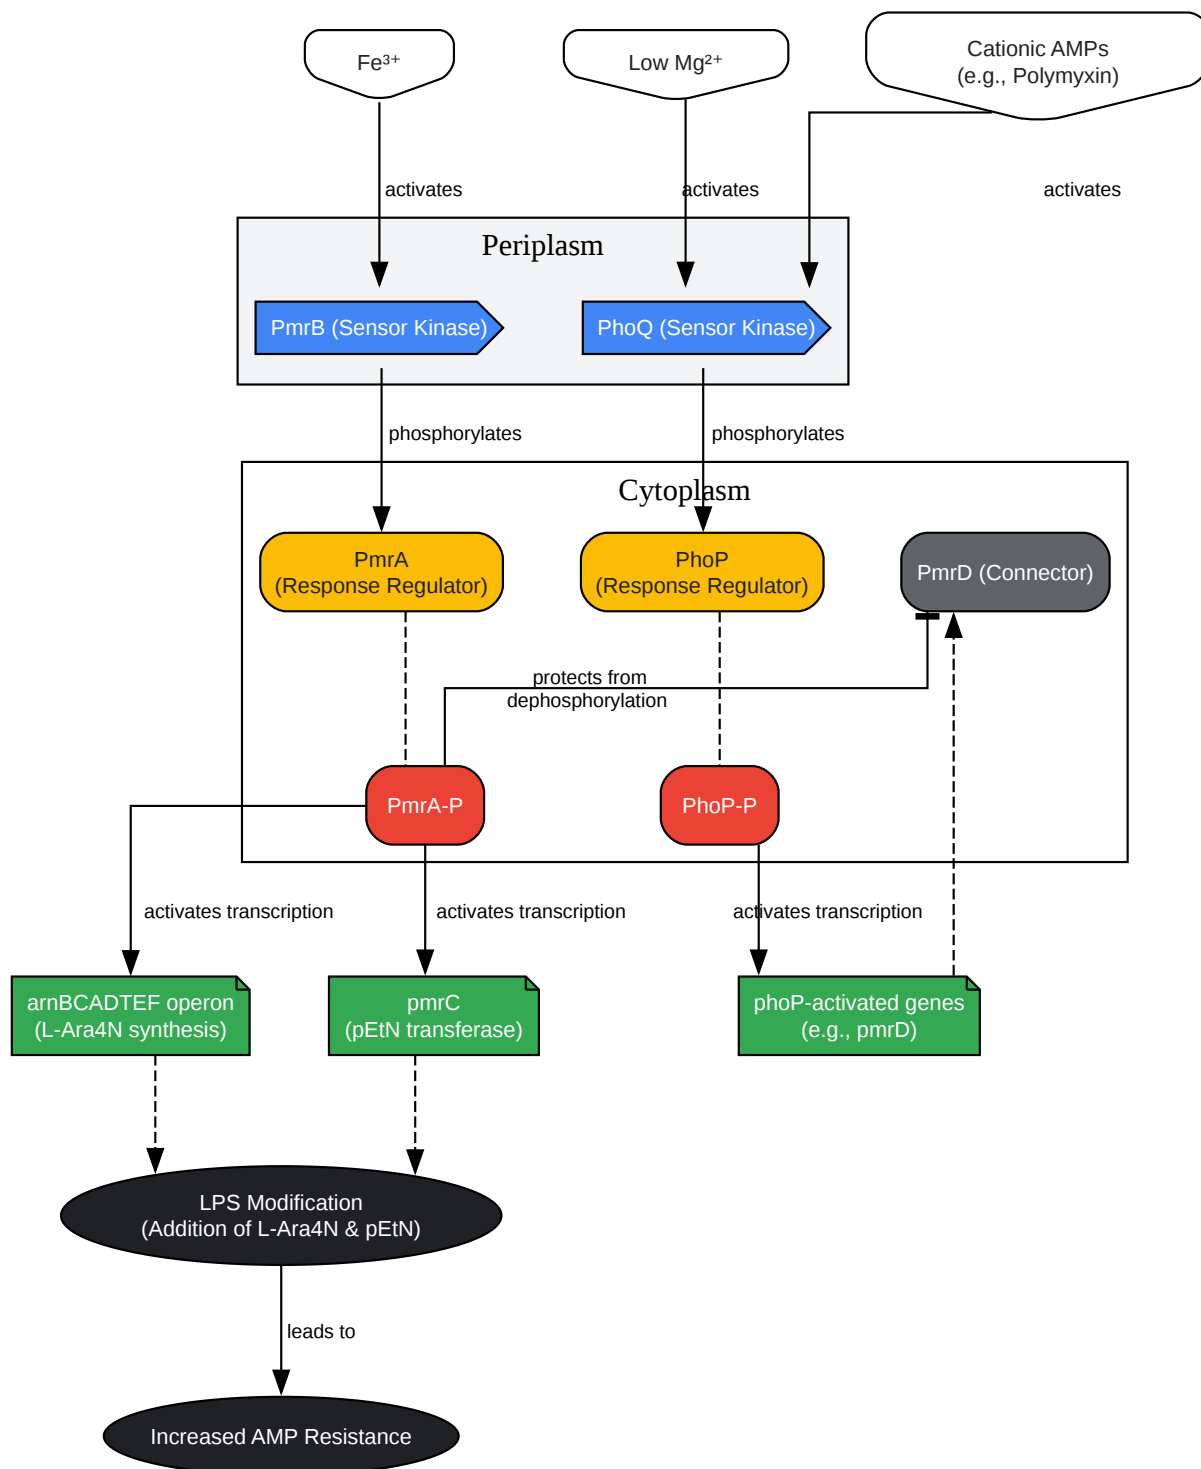 Fe³⁺
Low Mg²⁺
Cationic AMPs
(e.g., Polymyxin)
activates
activates
activates
Periplasm
PmrB (Sensor Kinase)
PhoQ (Sensor Kinase)
phosphorylates
phosphorylates
Cytoplasm
PmrA
(Response Regulator)
PhoP
(Response Regulator)
PmrD (Connector)
protects from
dephosphorylation
PmrA-P
PhoP-P
activates transcription
activates transcription
activates transcription
arnBCADTEF operon
(L-Ara4N synthesis)
pmrC
(pEtN transferase)
phoP-activated genes
(e.g., pmrD)
LPS Modification
(Addition of L-Ara4N & pEtN)
leads to
Increased AMP Resistance